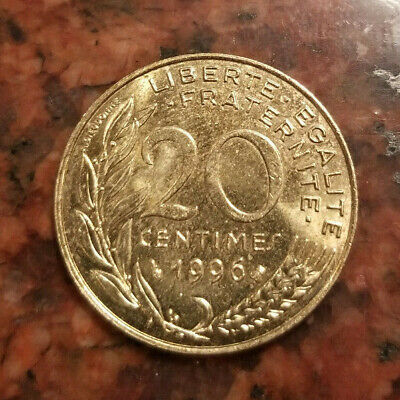 LIBERTE·EGALITE
·FRATERNITE·
20
CENTIMES
1996